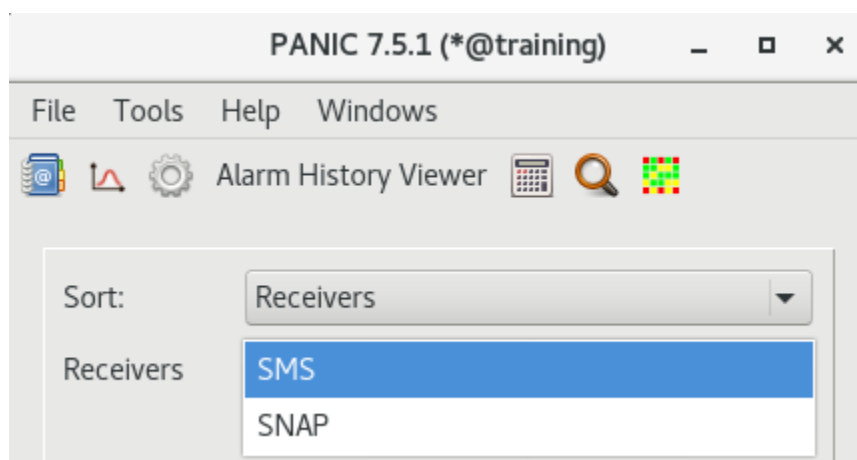 PANIC 7.5.1 (*@training)
File Tools Help Windows
@ Alarm History Viewer
Sort: Receivers
Receivers SMS
SNAP